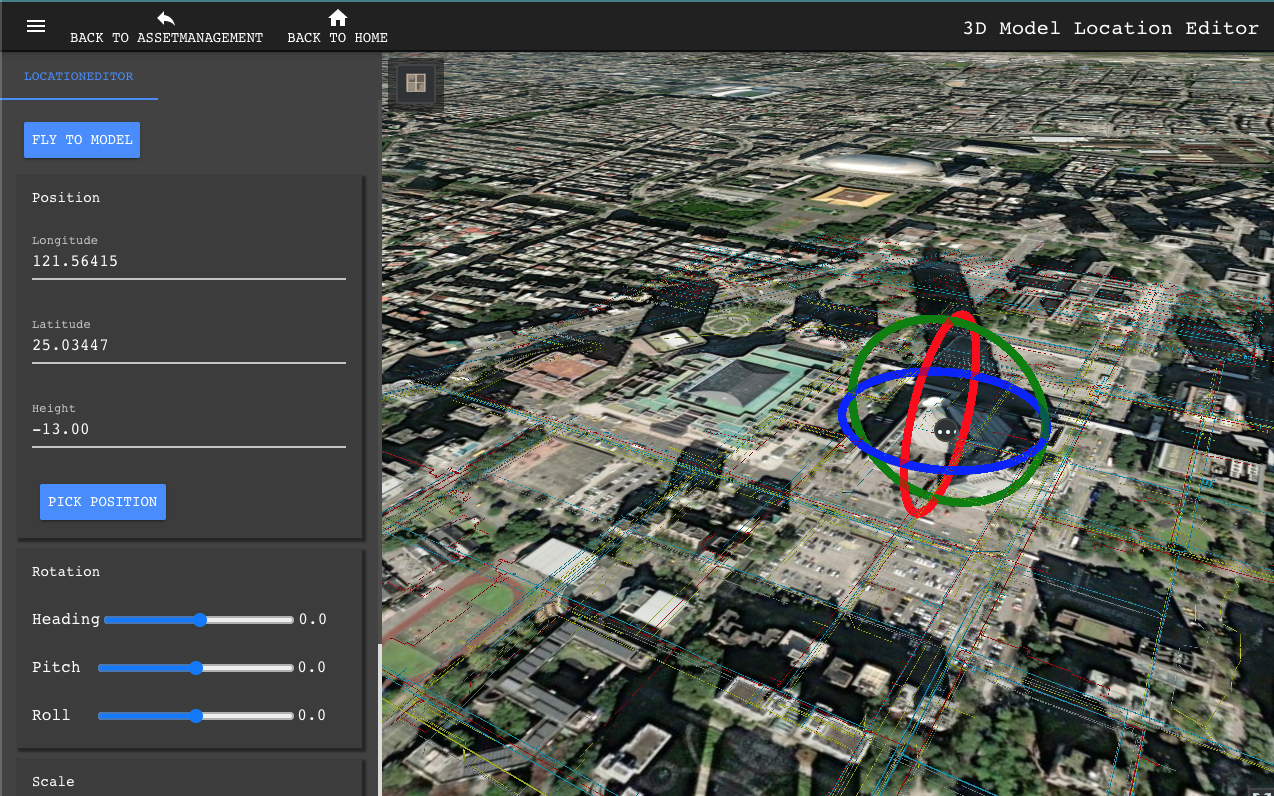 BACK TO ASSETMANAGEMENT
BACK TO HOME
3D Model Location Editor
LOCATIONEDITOR
FLY TO MODEL
Position
Longitude
121.56415
Latitude
25.03447
Height
-13.00
PICK POSITION
Rotation
Heading 0.0
Pitch 0.0
Roll 0.0
Scale